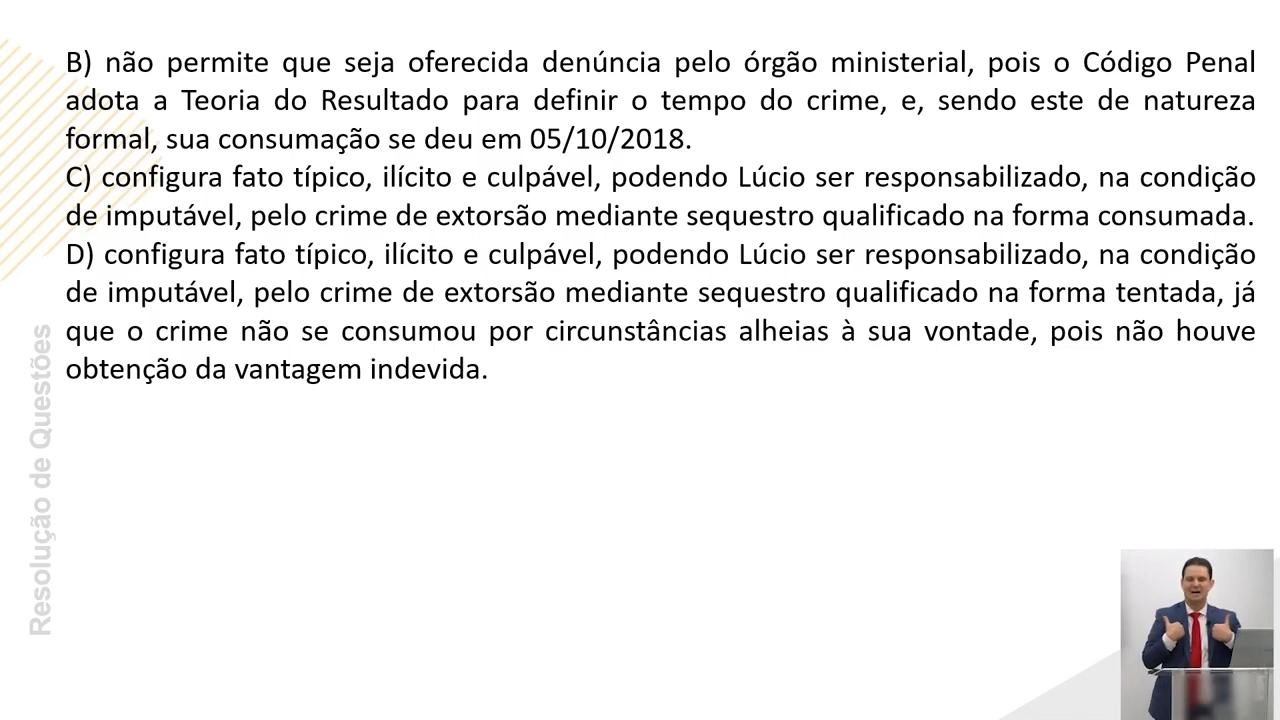 B) não permite que seja oferecida denúncia pelo órgão ministerial, pois o Código Penal
adota a Teoria do Resultado para definir o tempo do crime, e, sendo este de natureza
formal, sua consumação se deu em 05/10/2018.
C) configura fato típico, ilícito e culpável, podendo Lúcio ser responsabilizado, na condição
de imputável, pelo crime de extorsão mediante sequestro qualificado na forma consumada.
D) configura fato típico, ilícito e culpável, podendo Lúcio ser responsabilizado, na condição
de imputável, pelo crime de extorsão mediante sequestro qualificado na forma tentada, já
que o crime não se consumou por circunstâncias alheias à sua vontade, pois não houve
obtenção da vantagem indevida.
Resolução de Questões